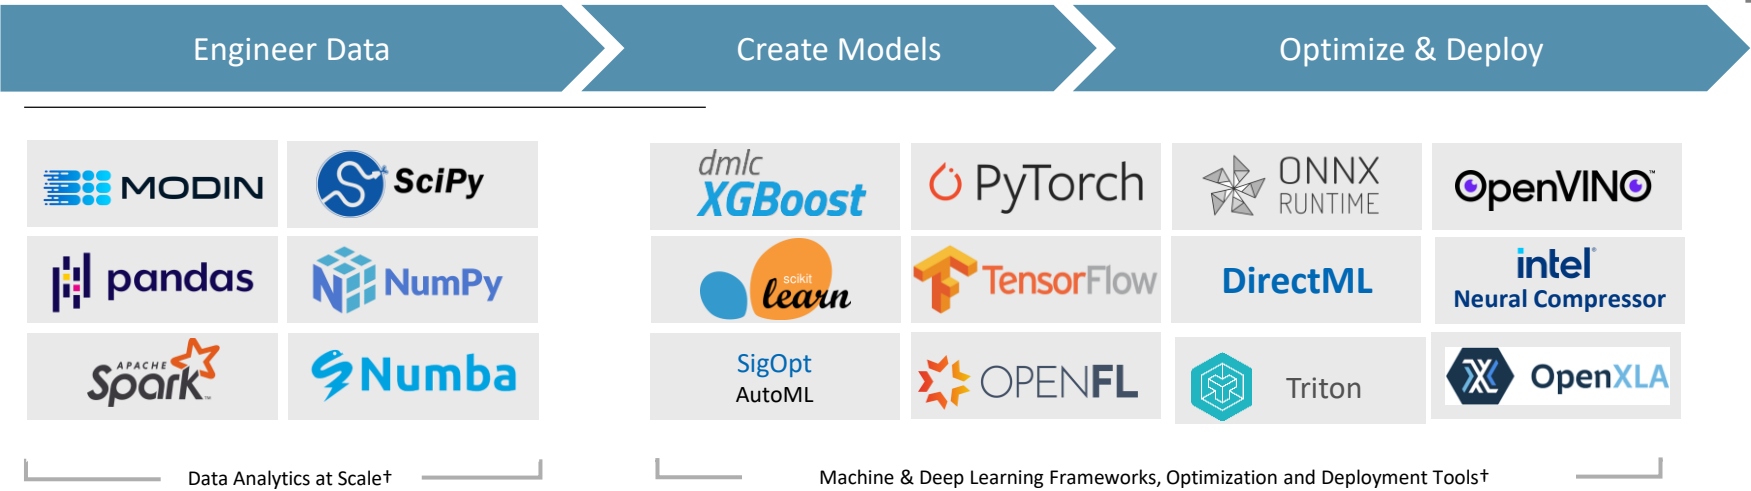 Engineer Data
Create Models
Optimize & Deploy
MODIN
SciPy
dmlc
XGBoost
PyTorch
ONNX
RUNTIME
OpenVINO™
pandas
NumPy
scikit
learn
TensorFlow
DirectML
intel®
Neural Compressor
APACHE
Spark™
Numba
SigOpt
AutoML
OPENFL
Triton
OpenXLA
Data Analytics at Scale†
Machine & Deep Learning Frameworks, Optimization and Deployment Tools†